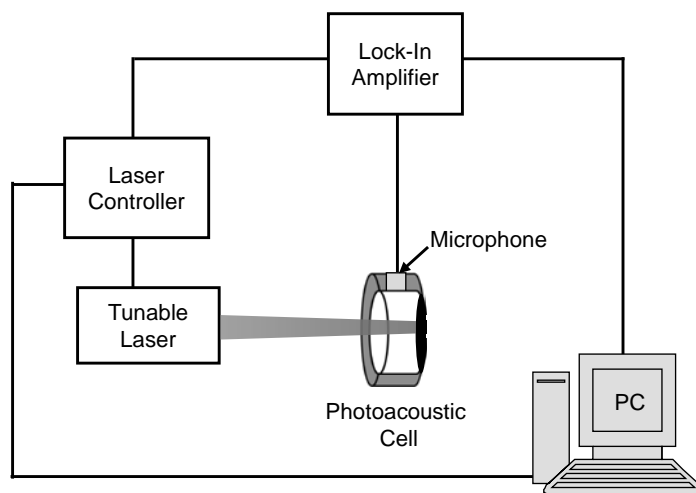 Lock-In
Amplifier
Laser
Controller
Microphone
Tunable
Laser
Photoacoustic
Cell
PC